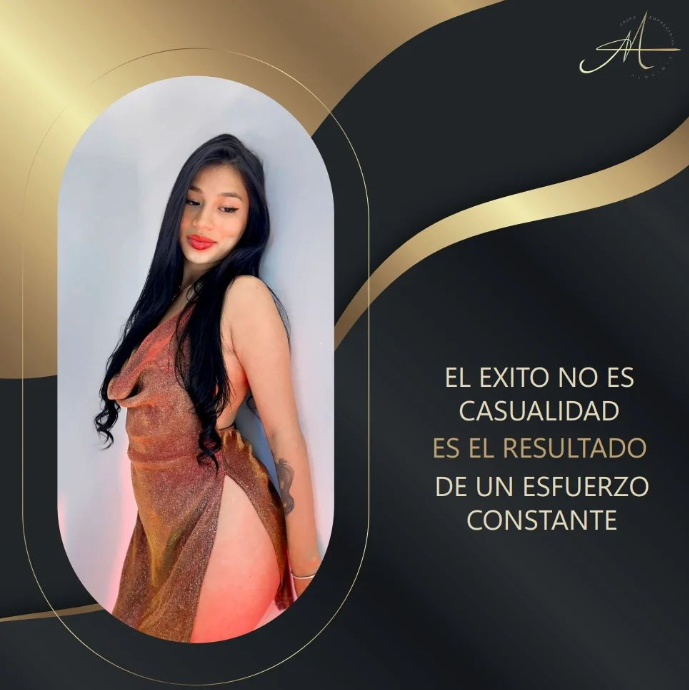 EL EXITO NO ES
CASUALIDAD
ES EL RESULTADO
DE UN ESFUERZO
CONSTANTE